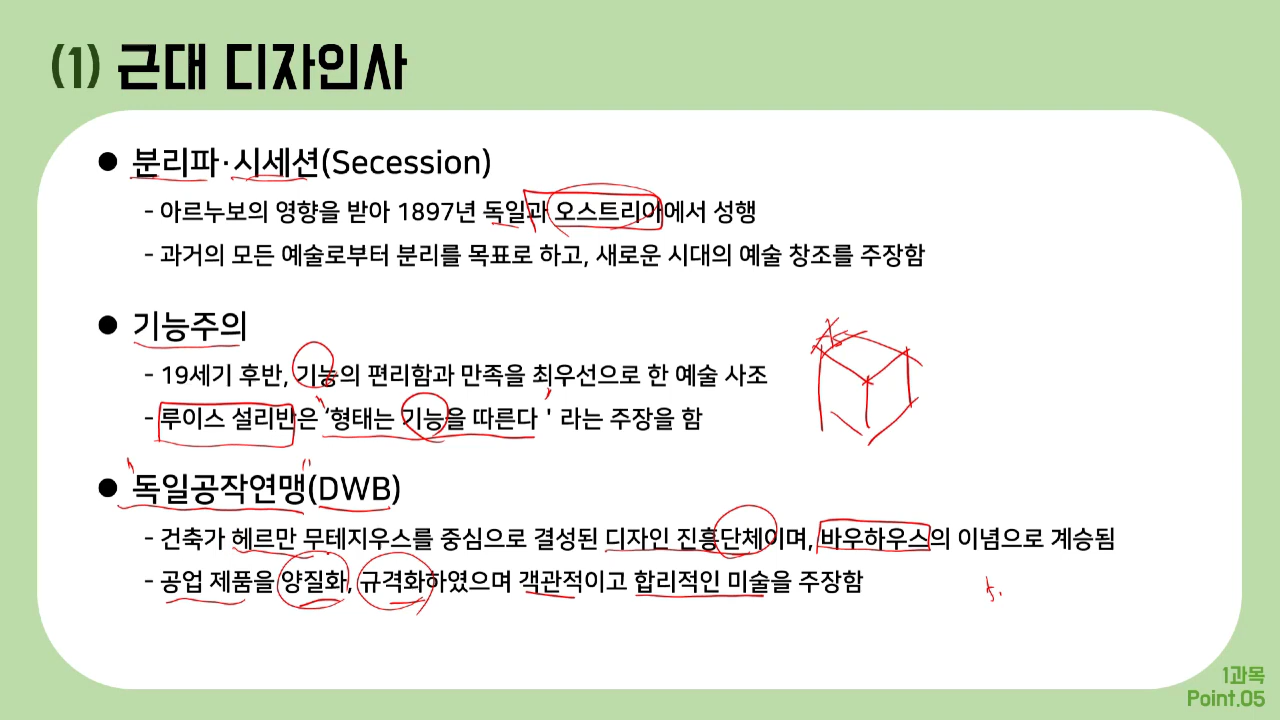 (1) 근대 디자인사
● 분리파·시세션(Secession)
- 아르누보의 영향을 받아 1897년 독일과 오스트리아에서 성행
- 과거의 모든 예술로부터 분리를 목표로 하고, 새로운 시대의 예술 창조를 주장함
● 기능주의
- 19세기 후반, 기능의 편리함과 만족을 최우선으로 한 예술 사조
- 루이스 설리반은 ‘형태는 기능을 따른다 ' 라는 주장을 함
● 독일공작연맹(DWB)
- 건축가 헤르만 무테지우스를 중심으로 결성된 디자인 진흥단체이며, 바우하우스의 이념으로 계승됨
- 공업 제품을 양질화, 규격화하였으며 객관적이고 합리적인 미술을 주장함
1과목
Point.05